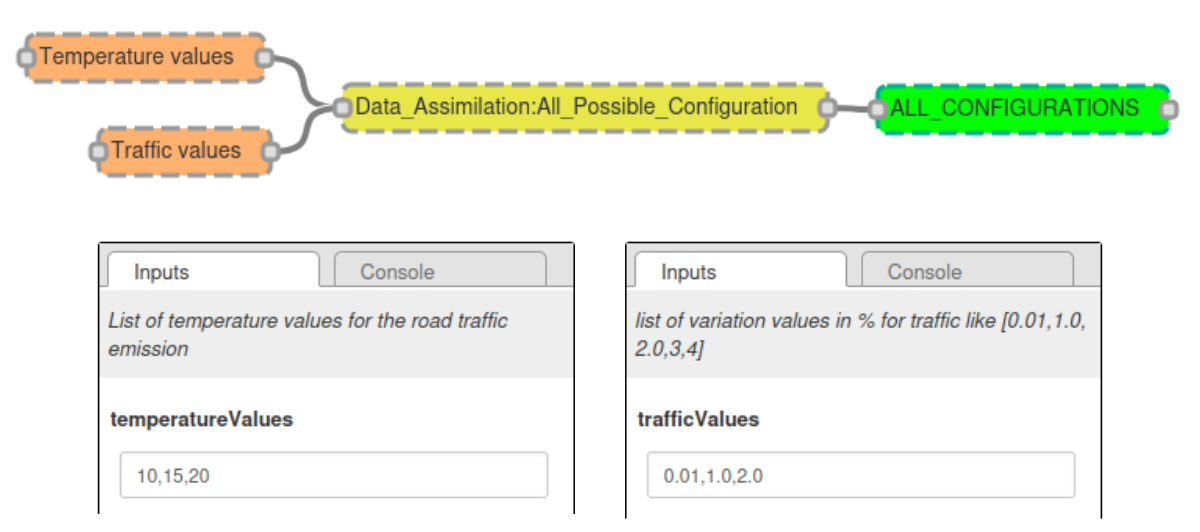 Temperature values
Data_Assimilation:All_Possible_Configuration
ALL_CONFIGURATIONS
Traffic values
Inputs
Console
List of temperature values for the road traffic
emission
temperatureValues
10,15,20
Inputs
Console
list of variation values in % for traffic like [0.01,1.0,
2.0,3,4]
trafficValues
0.01,1.0,2.0